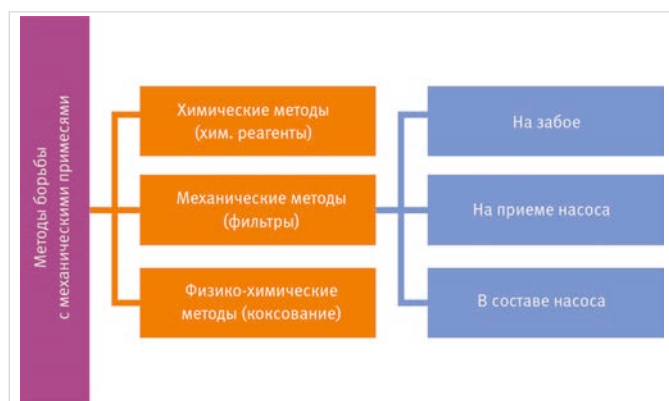 Методы борьбы
с механическими примесями
Химические методы
(хим. реагенты)
Механические методы
(фильтры)
Физико-химические
методы (коксование)
На забое
На приеме насоса
В составе насоса